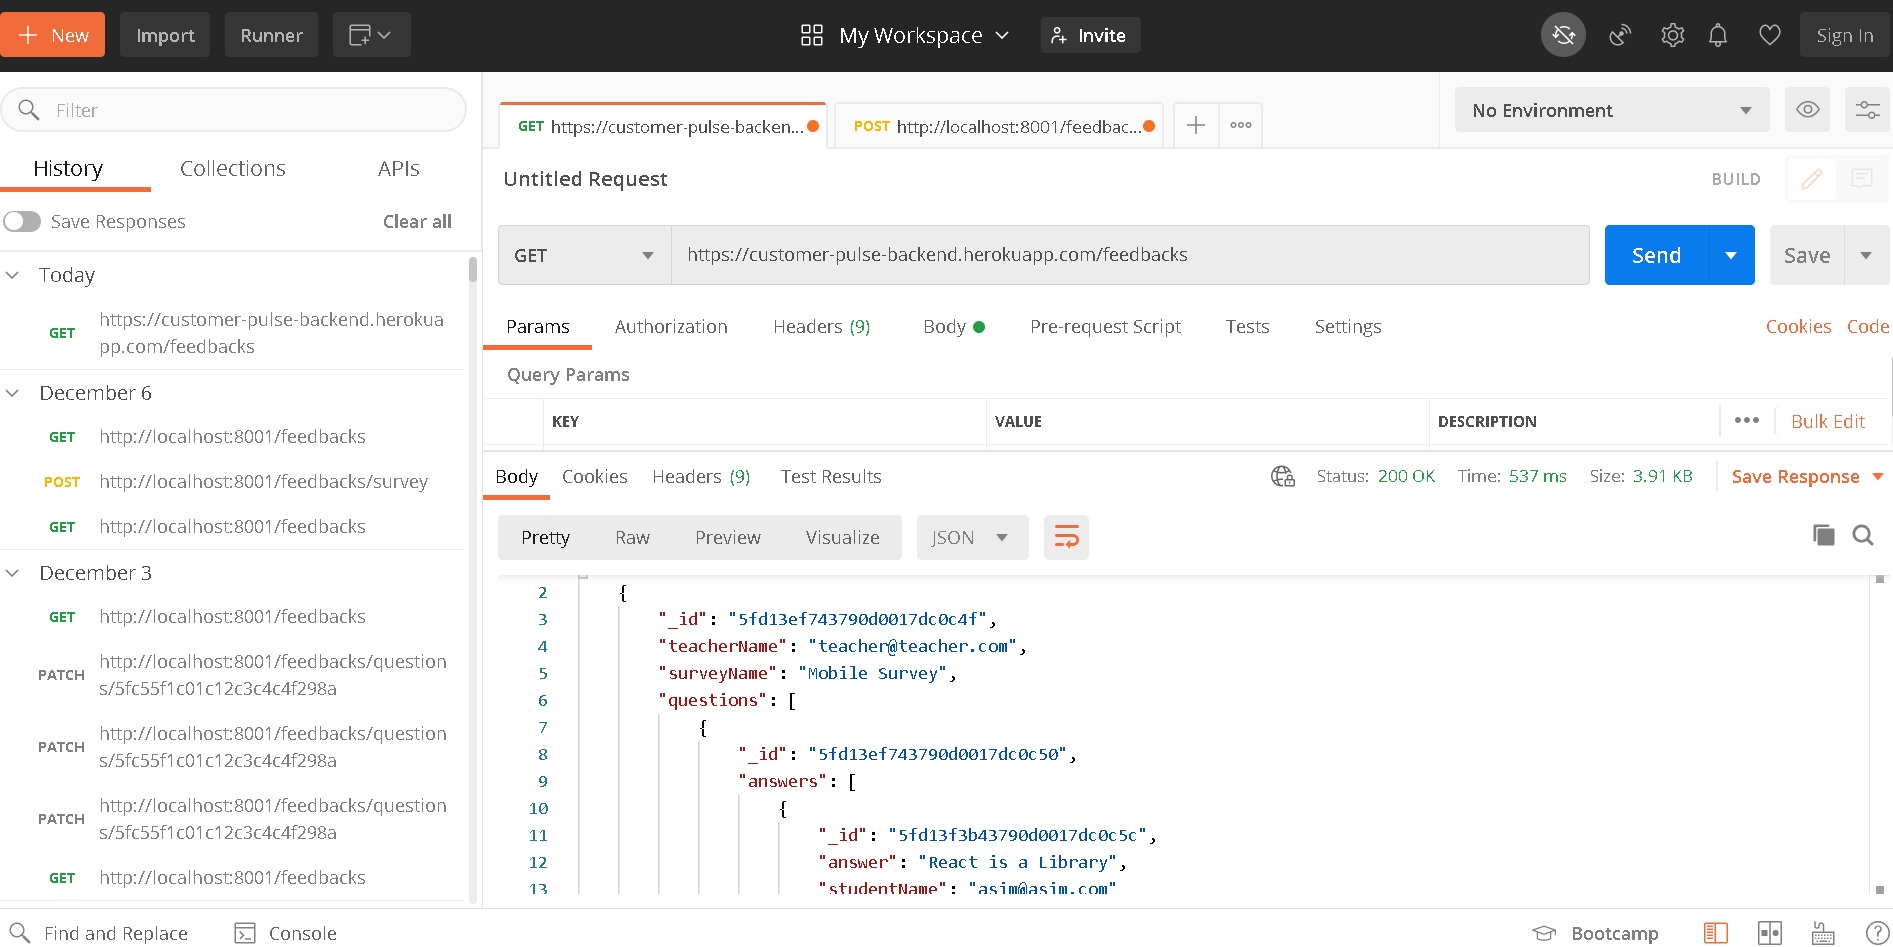 New
Import
Runner
My Workspace
Invite
Sign In
Filter
History
Collections
APIs
Save Responses
Clear all
Today
GET
https://customer-pulse-backend.herokua
pp.com/feedbacks
December 6
GET http://localhost:8001/feedbacks
POST http://localhost:8001/feedbacks/survey
GET http://localhost:8001/feedbacks
December 3
GET http://localhost:8001/feedbacks
PATCH
http://localhost:8001/feedbacks/question
s/5fc55f1c01c12c3c4c4f298a
PATCH
http://localhost:8001/feedbacks/question
s/5fc55f1c01c12c3c4c4f298a
PATCH
http://localhost:8001/feedbacks/question
s/5fc55f1c01c12c3c4c4f298a
GET http://localhost:8001/feedbacks
GET https://customer-pulse-backen...
POST http://localhost:8001/feedbac...
No Environment
Untitled Request
BUILD
GET
https://customer-pulse-backend.herokuapp.com/feedbacks
Send
Save
Params Authorization Headers (9) Body Pre-request Script Tests Settings
Cookies Code
Query Params
KEY VALUE DESCRIPTION
Bulk Edit
Body Cookies Headers (9) Test Results
Status: 200 OK Time: 537 ms Size: 3.91 KB
Save Response
Pretty Raw Preview Visualize
JSON
2 {
3 "_id": "5fd13ef743790d0017dc0c4f",
4 "teacherName": "teacher@teacher.com",
5 "surveyName": "Mobile Survey",
6 "questions": [
7 {
8 "_id": "5fd13ef743790d0017dc0c50",
9 "answers": [
10 {
11 "_id": "5fd13f3b43790d0017dc0c5c",
12 "answer": "React is a Library",
13 "studentName": "asim@asim.com"
Find and Replace
Console
Bootcamp